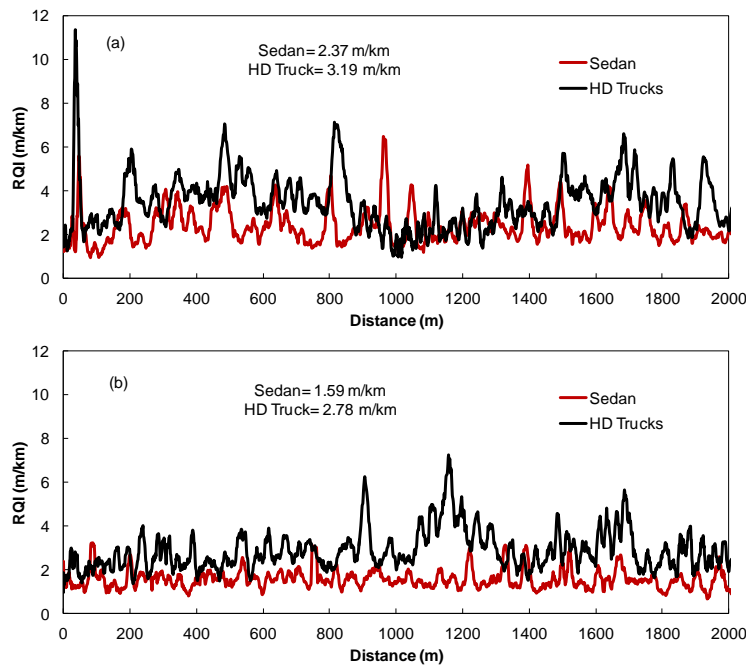 (a)
Sedan= 2.37 m/km
HD Truck= 3.19 m/km
Sedan
HD Trucks
RQI (m/km)
12
10
8
6
4
2
0
0 200 400 600 800 1000 1200 1400 1600 1800 2000
Distance (m)
(b)
Sedan= 1.59 m/km
HD Truck= 2.78 m/km
Sedan
HD Trucks
RQI (m/km)
12
10
8
6
4
2
0
0 200 400 600 800 1000 1200 1400 1600 1800 2000
Distance (m)